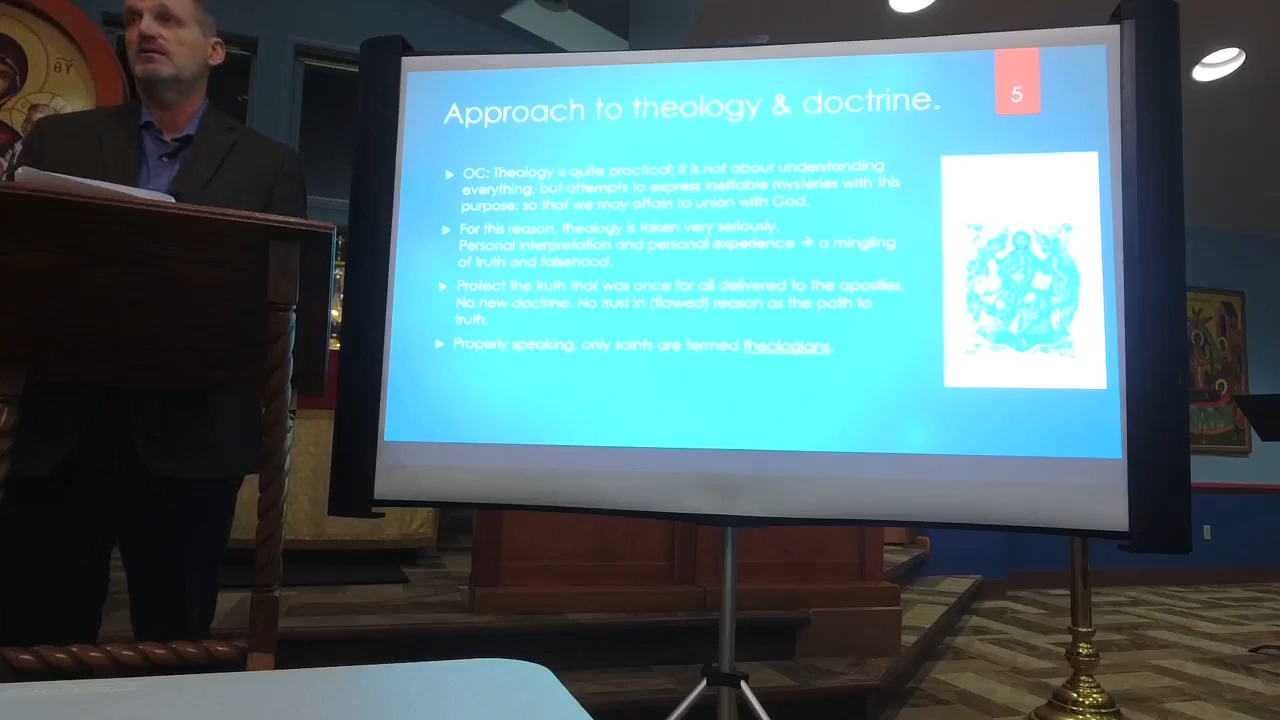 Approach to theology & doctrine.
5
OC: Theology is quite practical; it is not about understanding
everything, but attempts to express ineffable mysteries with this
purpose: so that we may attain to union with God.
For this reason, theology is taken very seriously.
Personal interpretation and personal experience → a mingling
of truth and falsehood.
Protect the truth that was once for all delivered to the apostles.
No new doctrine. No trust in (flawed) reason as the path to
truth.
Properly speaking, only saints are termed theologians.